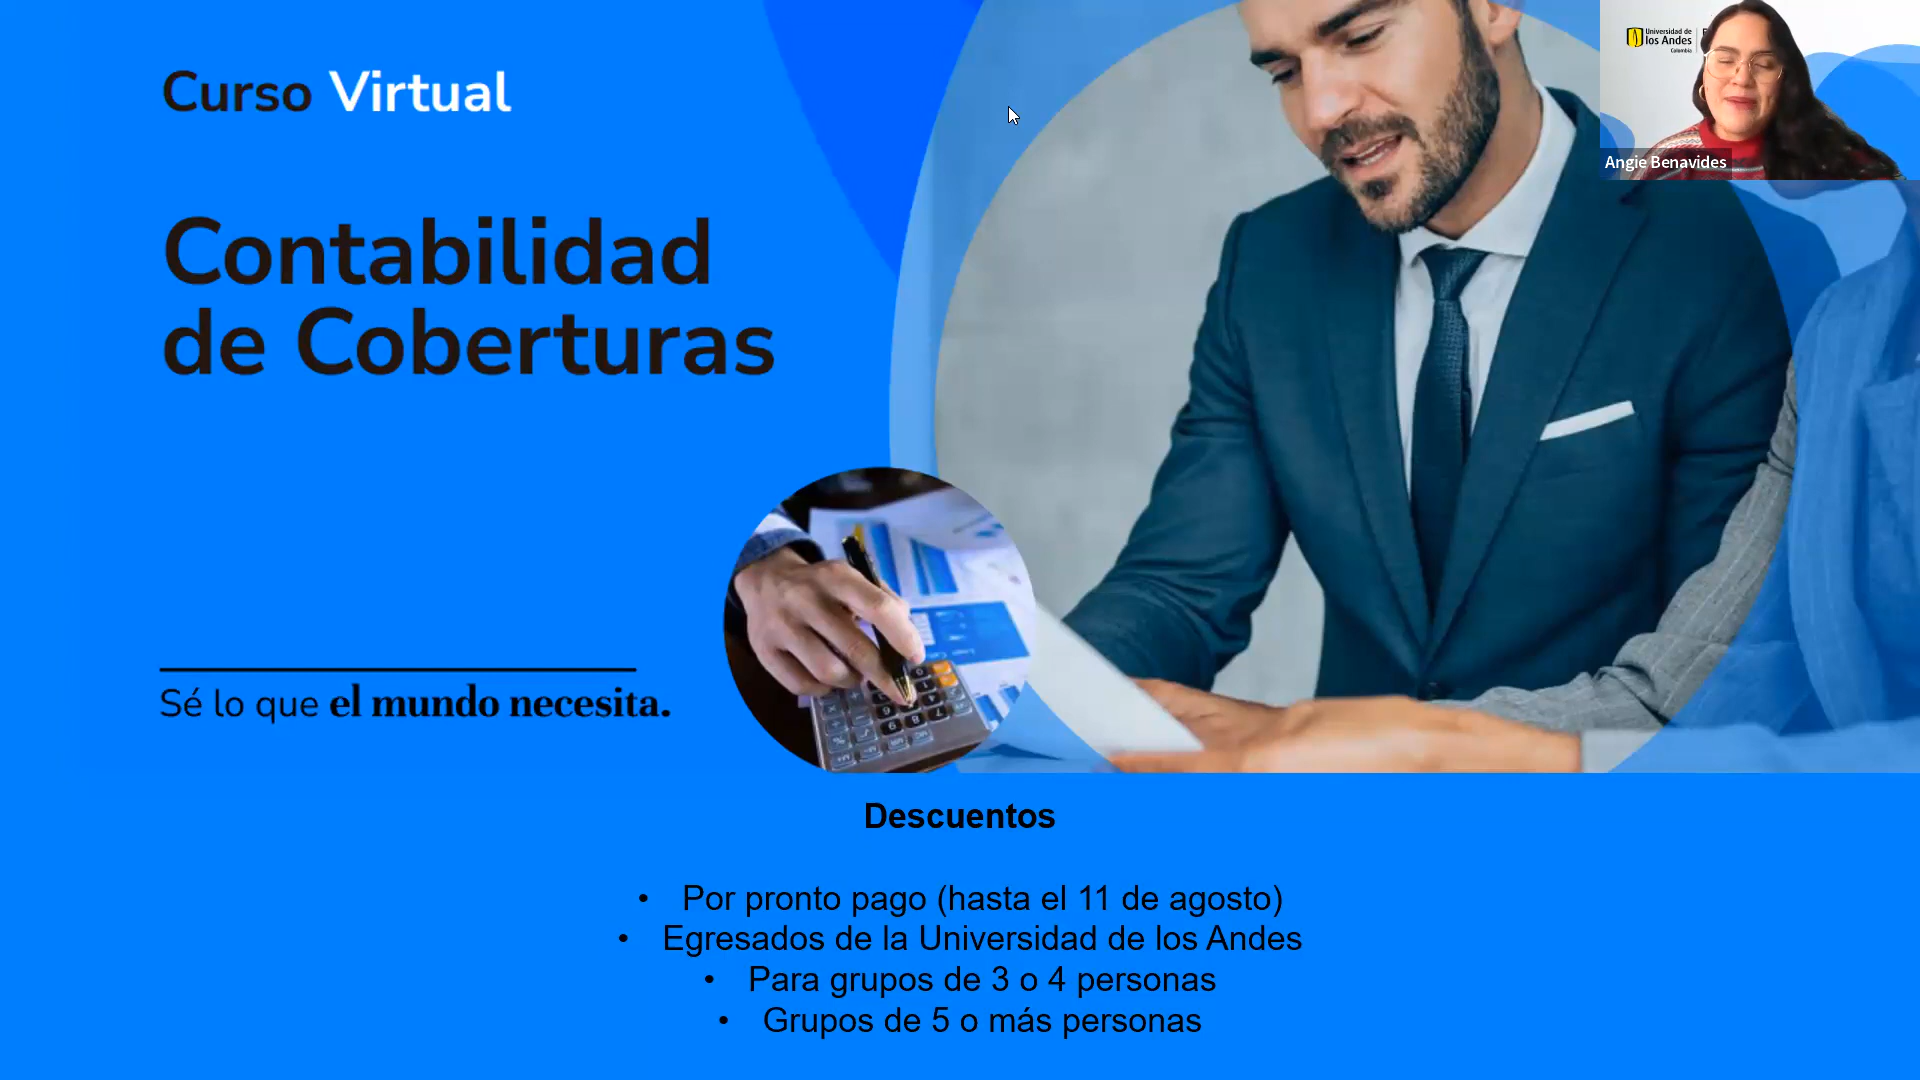 Curso Virtual
Contabilidad
de Coberturas
Sé lo que el mundo necesita.
Universidad de
los Andes
Colombia
Angie Benavides
Descuentos
• Por pronto pago (hasta el 11 de agosto)
• Egresados de la Universidad de los Andes
• Para grupos de 3 o 4 personas
• Grupos de 5 o más personas